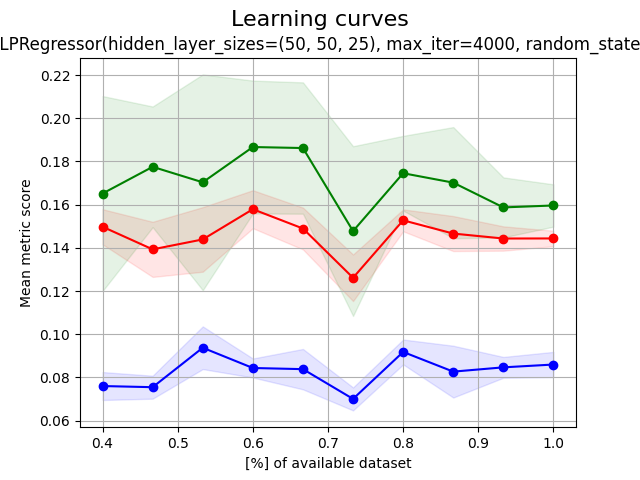 Learning curves
LPRegressor(hidden_layer_sizes=(50, 50, 25), max_iter=4000, random_state
Mean metric score
0.22
0.20
0.18
0.16
0.14
0.12
0.10
0.08
0.06
0.4 0.5 0.6 0.7 0.8 0.9 1.0
[%] of available dataset